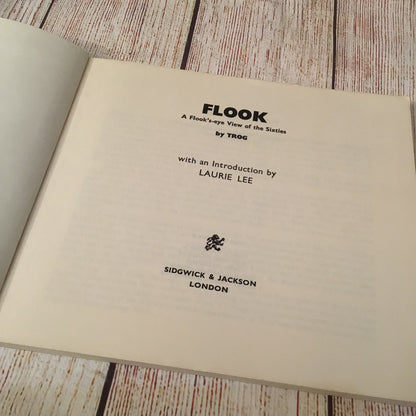 FLOOK
A Flook's-eye View of the Sixties
by TROG
with an Introduction by
LAURIE LEE
SIDGWICK & JACKSON
LONDON